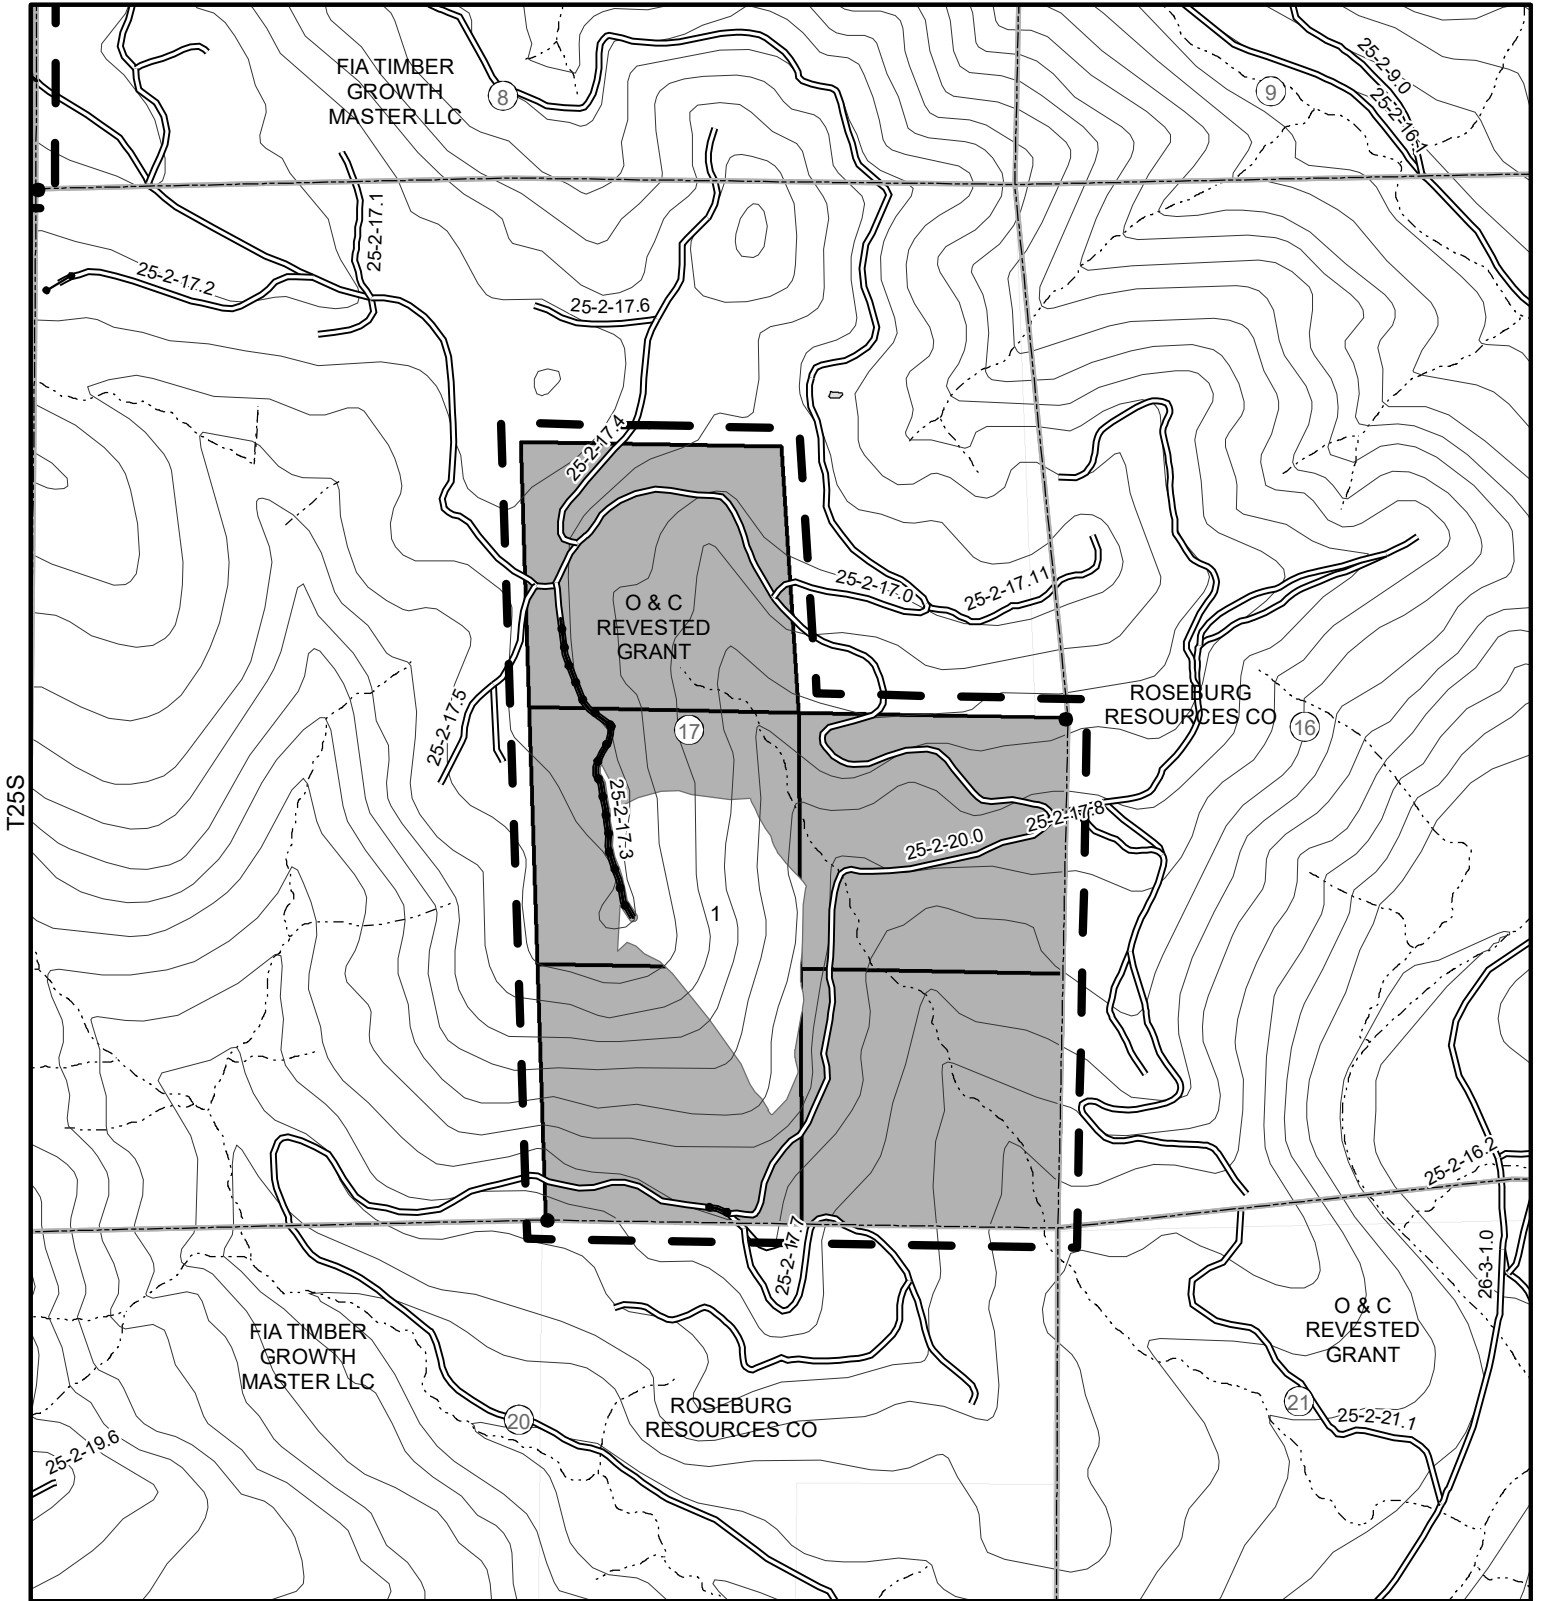 FIA TIMBER
GROWTH
MASTER LLC
8
9
25-2-9.0
25-2-16.1
25-2-17.1
25-2-17.2
25-2-17.6
25-2-17.4
O & C
REVESTED
GRANT
25-2-17.0
25-2-17.11
25-2-17.5
17
ROSEBURG
RESOURCES CO
16
T25S
25-2-17.3
25-2-17.8
25-2-20.0
1
25-2-16.2
25-2-17.7
26-3-1.0
FIA TIMBER
GROWTH
MASTER LLC
O & C
REVESTED
GRANT
ROSEBURG
RESOURCES CO
20
21
25-2-21.1
25-2-19.6